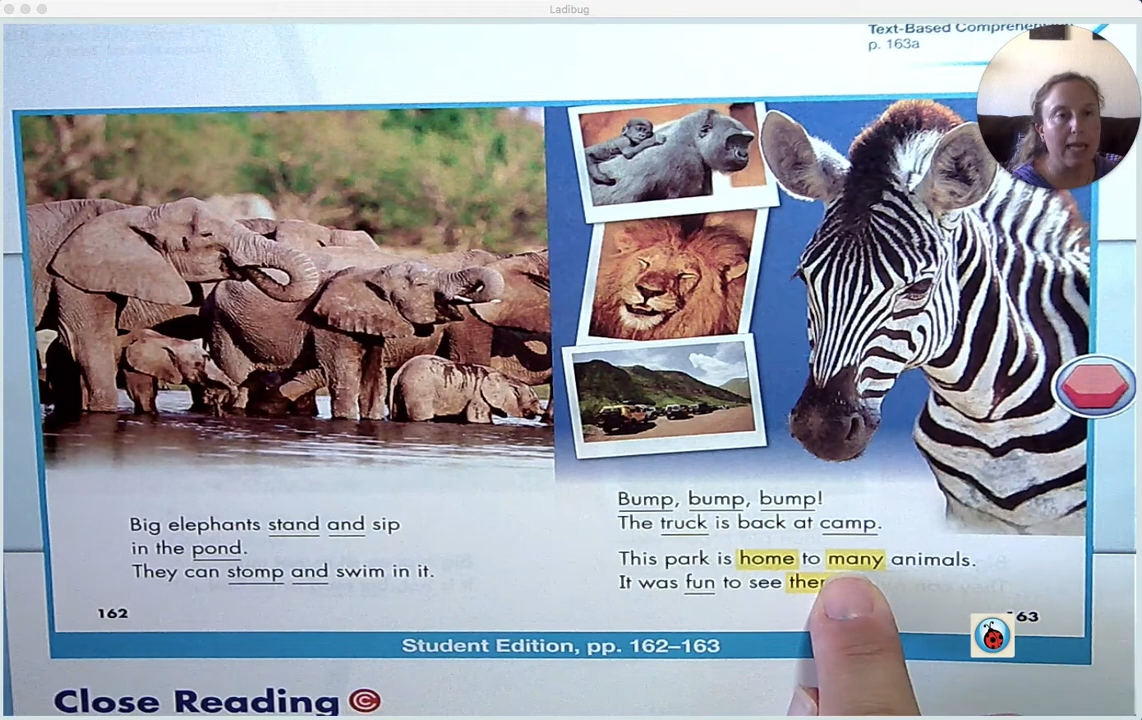 Ladibug
p. 163a
Big elephants stand and sip
in the pond.
They can stomp and swim in it.
162
Bump, bump, bump!
The truck is back at camp.
This park is home to many animals.
It was fun to see
Student Edition, pp. 162–163
Close Reading
Text-Based